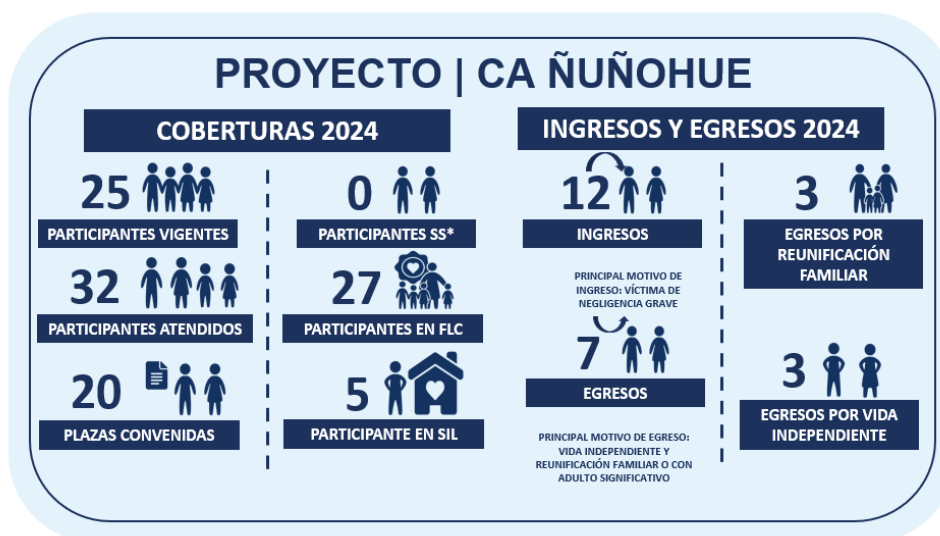 PROYECTO | CA ÑUÑOHUE
COBERTURAS 2024
25
PARTICIPANTES VIGENTES
32
PARTICIPANTES ATENDIDOS
20
PLAZAS CONVENIDAS
0
PARTICIPANTES SS*
27
PARTICIPANTES EN FLC
5
PARTICIPANTE EN SIL
INGRESOS Y EGRESOS 2024
12
INGRESOS
PRINCIPAL MOTIVO DE
INGRESO: VÍCTIMA DE
NEGLIGENCIA GRAVE
7
EGRESOS
PRINCIPAL MOTIVO DE EGRESO:
VIDA INDEPENDIENTE Y
REUNIFICACIÓN FAMILIAR O CON
ADULTO SIGNIFICATIVO
3
EGRESOS POR
REUNIFICACIÓN
FAMILIAR
3
EGRESOS POR VIDA
INDEPENDIENTE